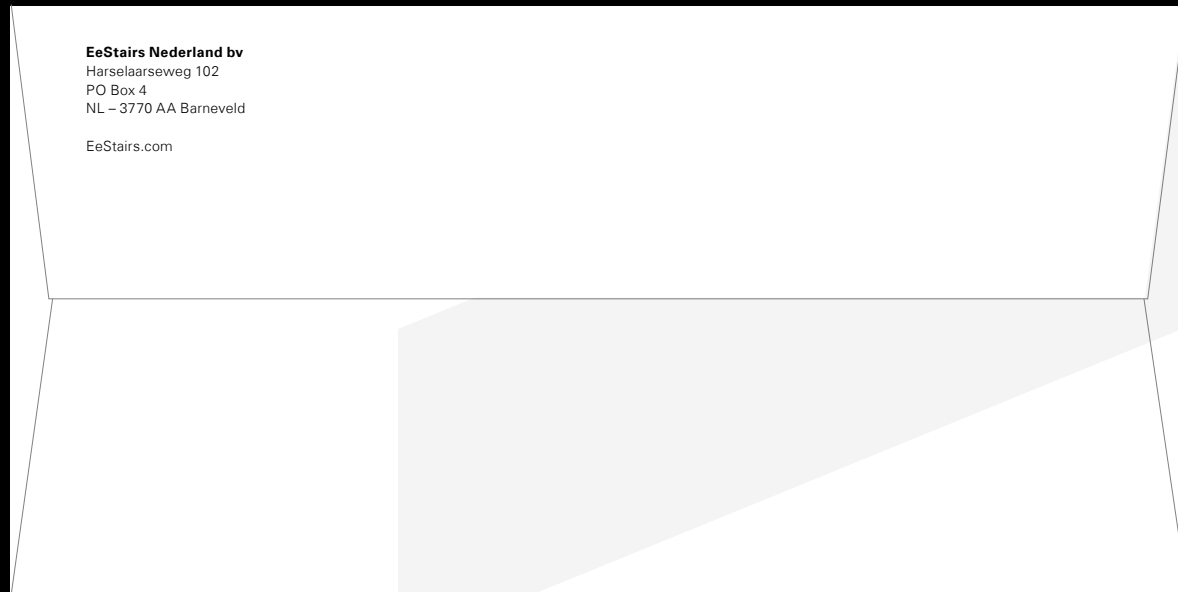 EeStairs Nederland bv
Harselaarseweg 102
PO Box 4
NL – 3770 AA Barneveld
EeStairs.com